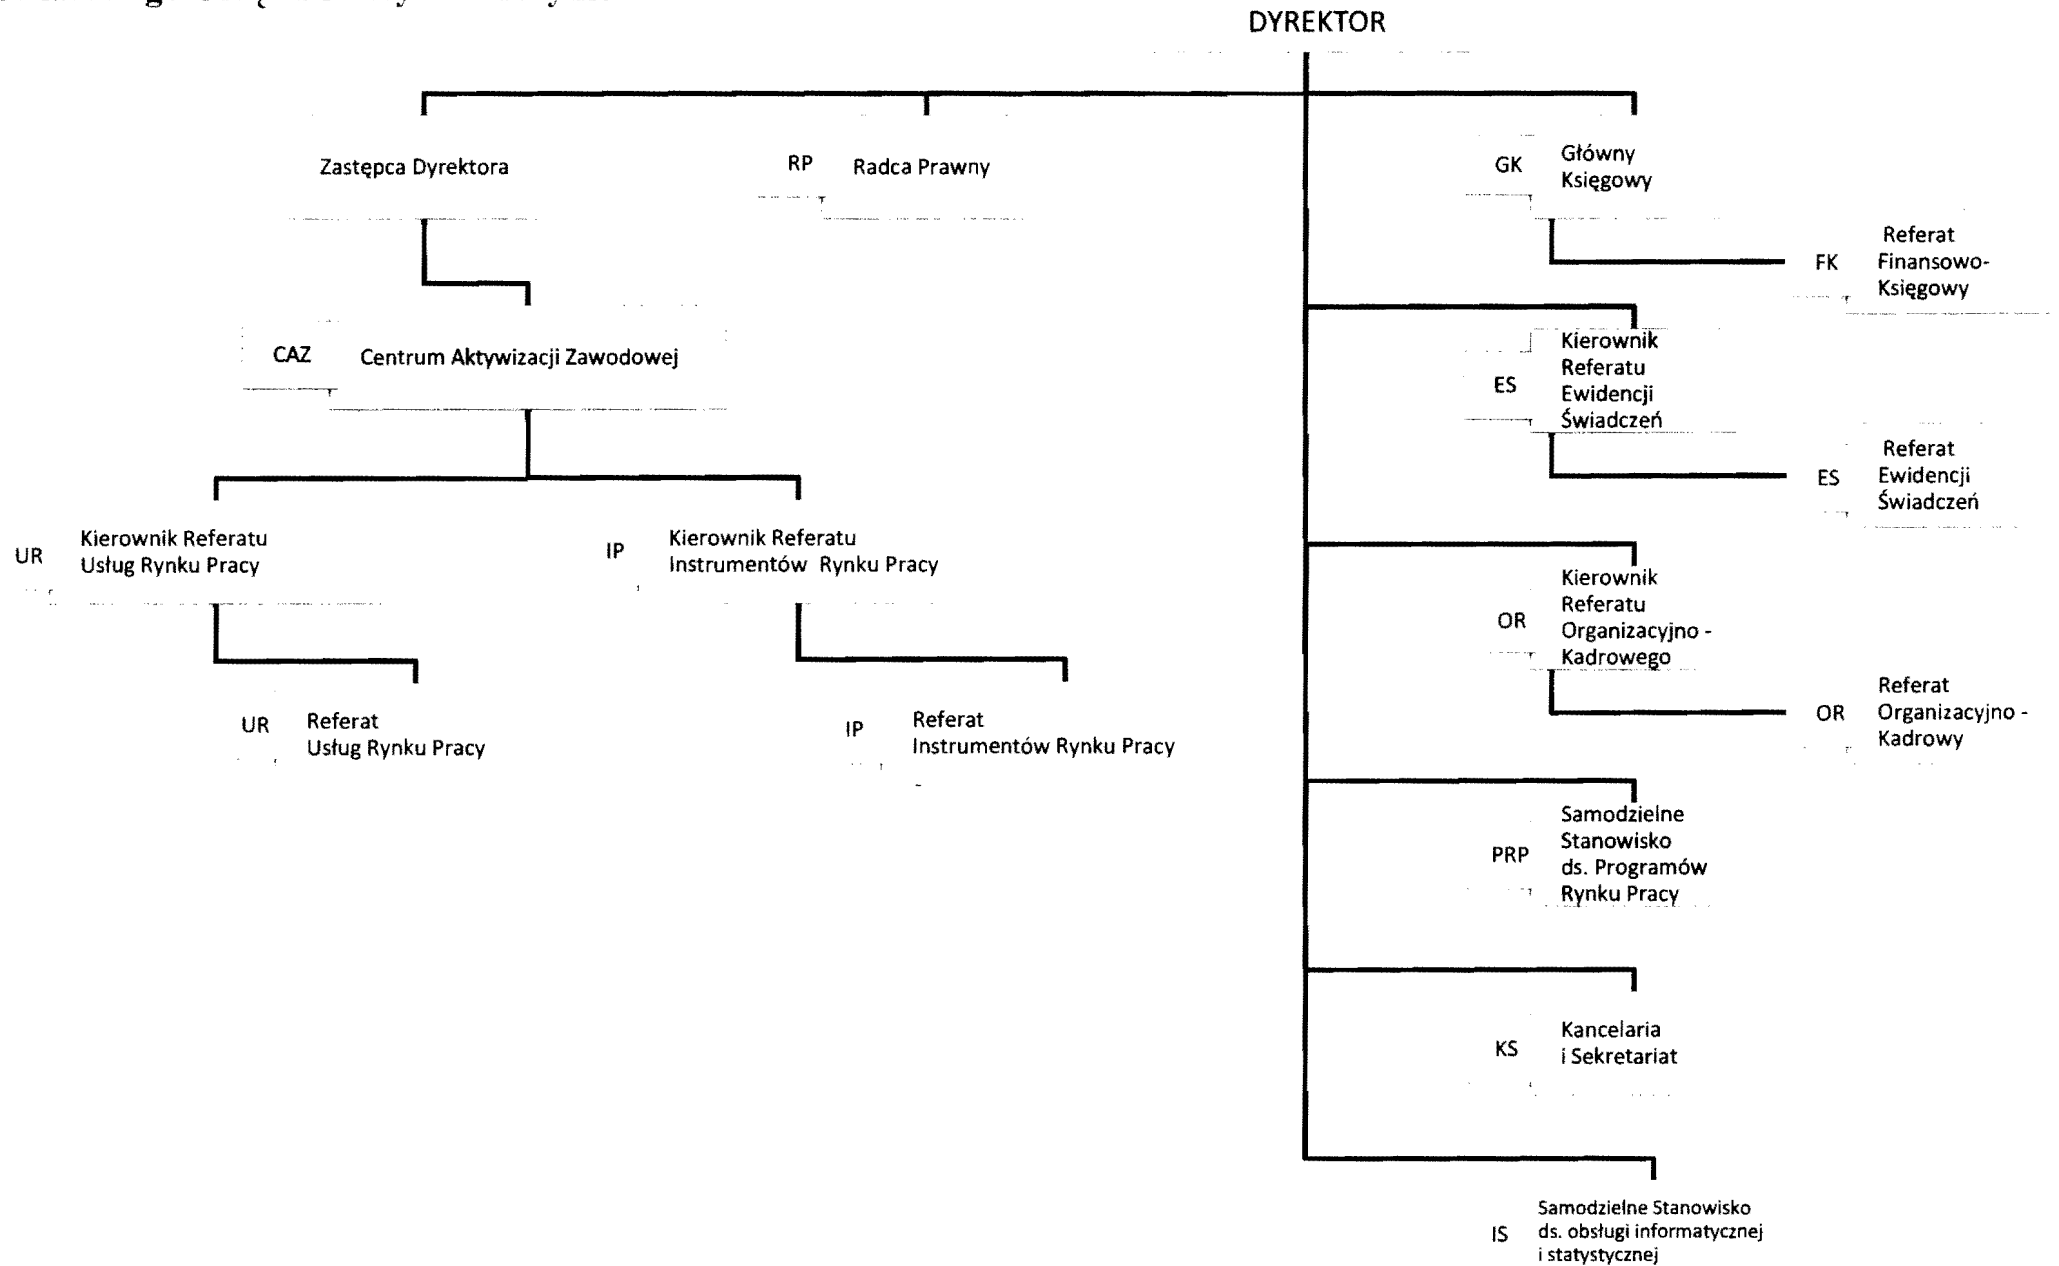 DYREKTOR
Zastępca Dyrektora
RP
Radca Prawny
GK
Główny
Księgowy
FK
Referat
Finansowo-
Księgowy
CAZ
Centrum Aktywizacji Zawodowej
ES
Kierownik
Referatu
Ewidencji
Świadczeń
ES
Referat
Ewidencji
Świadczeń
UR
Kierownik Referatu
Usług Rynku Pracy
IP
Kierownik Referatu
Instrumentów Rynku Pracy
OR
Kierownik
Referatu
Organizacyjno -
Kadrowego
OR
Referat
Organizacyjno -
Kadrowy
UR
Referat
Usług Rynku Pracy
IP
Referat
Instrumentów Rynku Pracy
PRP
Samodzielne
Stanowisko
ds. Programów
Rynku Pracy
KS
Kancelaria
i Sekretariat
IS
Samodzielne Stanowisko
ds. obsługi informatycznej
i statystycznej